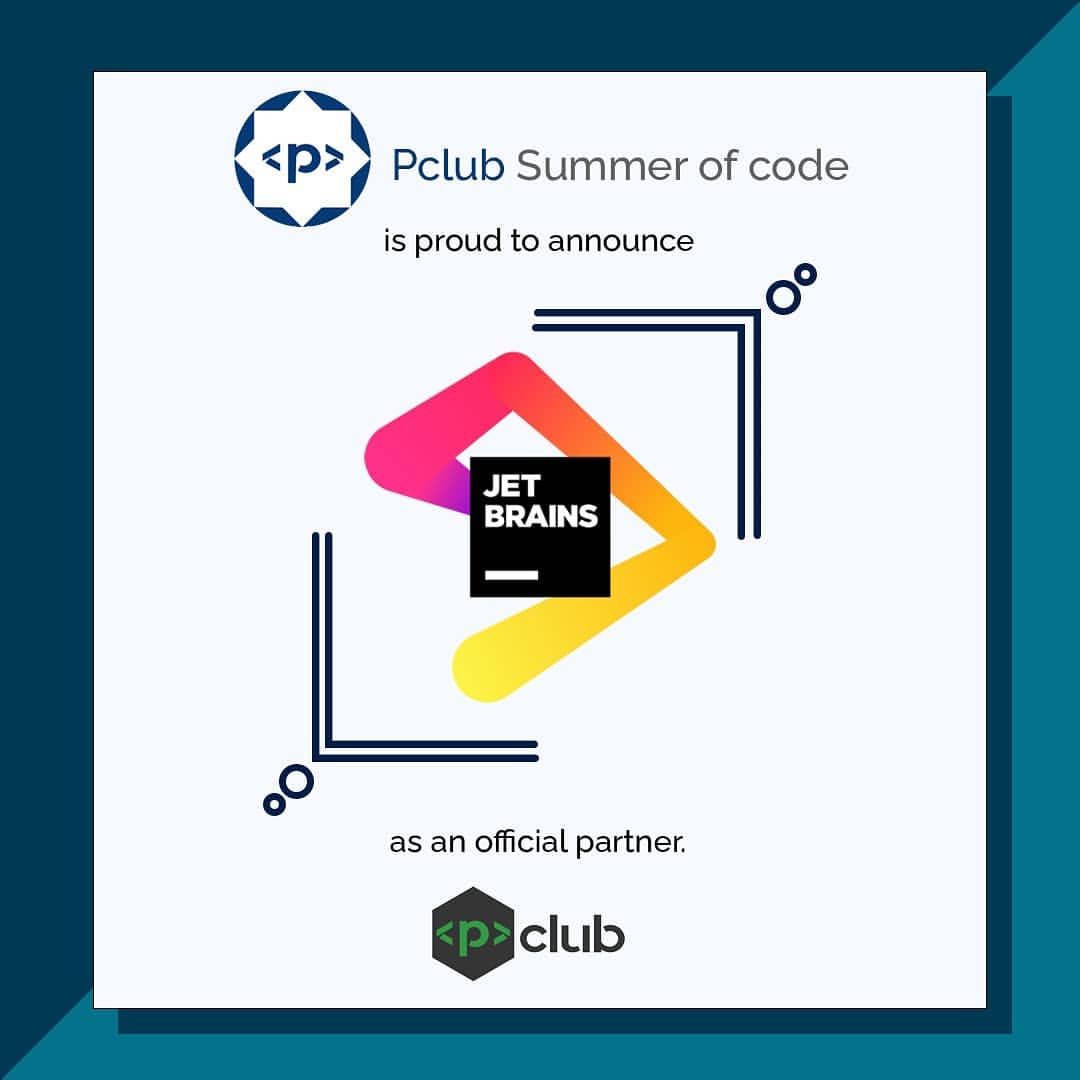 <p> Pclub Summer of code
is proud to announce
JET
BRAINS
as an official partner.
<p> club